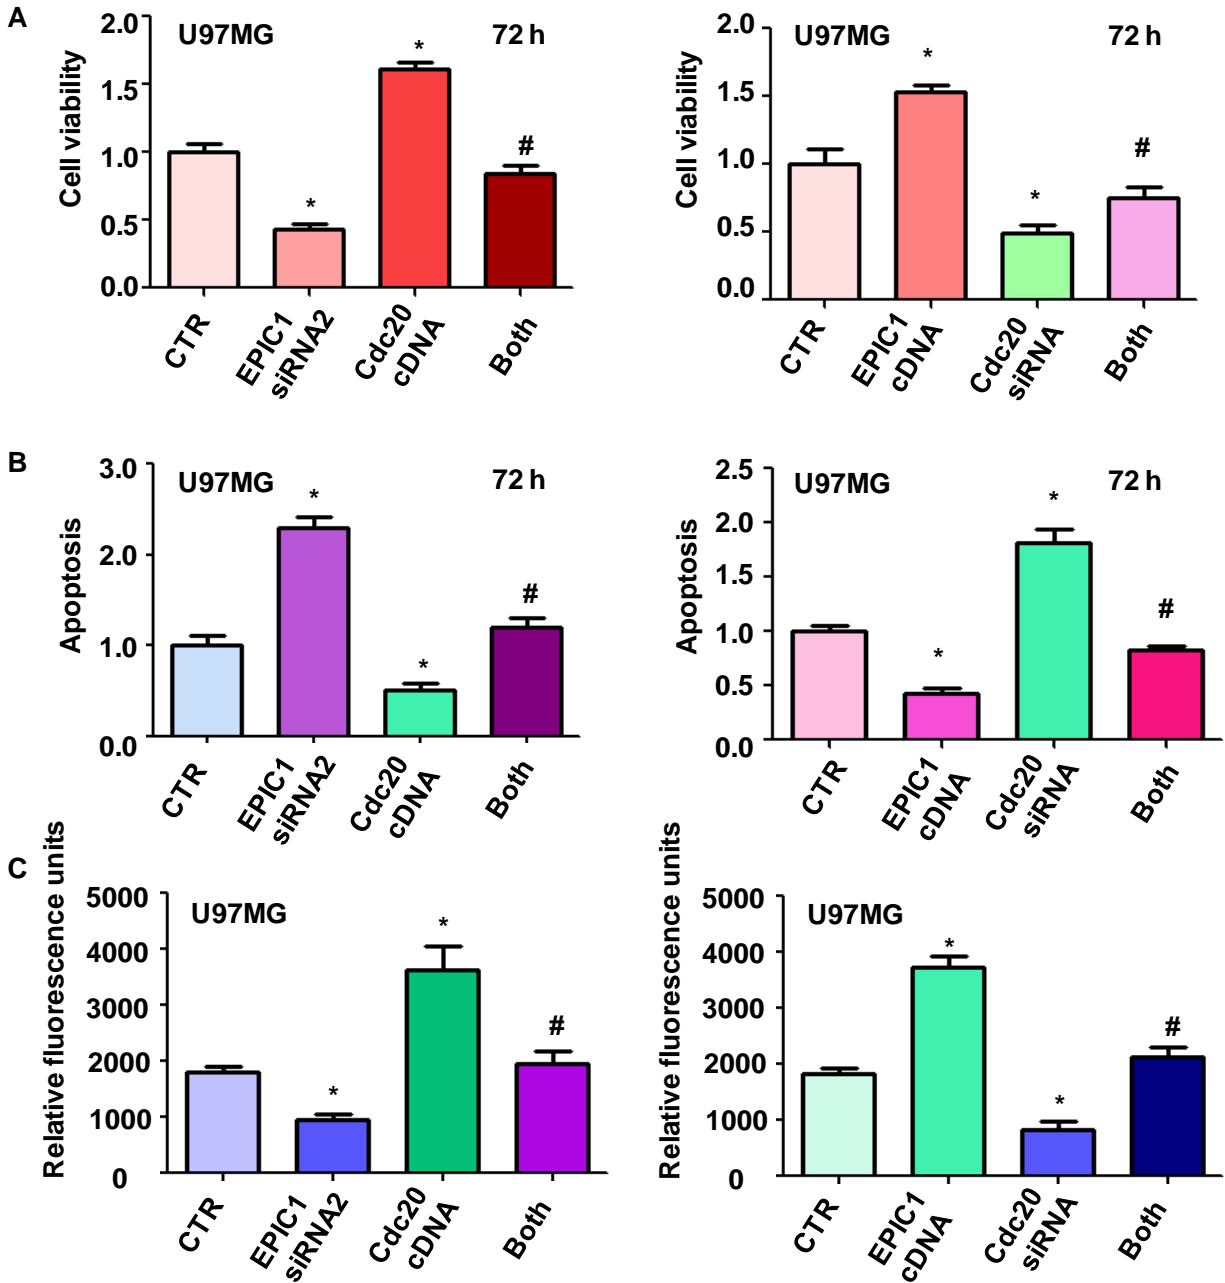 A
Cell viability
2.0
1.5
1.0
0.5
0.0
U97MG
72 h
*
*
#
CTR
EPIC1
siRNA2
Cdc20
cDNA
Both
Cell viability
2.0
1.5
1.0
0.5
0.0
U97MG
72 h
*
*
#
CTR
EPIC1
cDNA
Cdc20
siRNA
Both
B
Apoptosis
3.0
2.0
1.0
0.0
U97MG
72 h
*
*
#
CTR
EPIC1
siRNA2
Cdc20
cDNA
Both
Apoptosis
2.5
2.0
1.5
1.0
0.5
0.0
U97MG
72 h
*
*
#
CTR
EPIC1
cDNA
Cdc20
siRNA
Both
C
Relative fluorescence units
5000
4000
3000
2000
1000
0
U97MG
*
*
#
CTR
EPIC1
siRNA2
Cdc20
cDNA
Both
Relative fluorescence units
5000
4000
3000
2000
1000
0
U97MG
*
*
#
CTR
EPIC1
cDNA
Cdc20
siRNA
Both